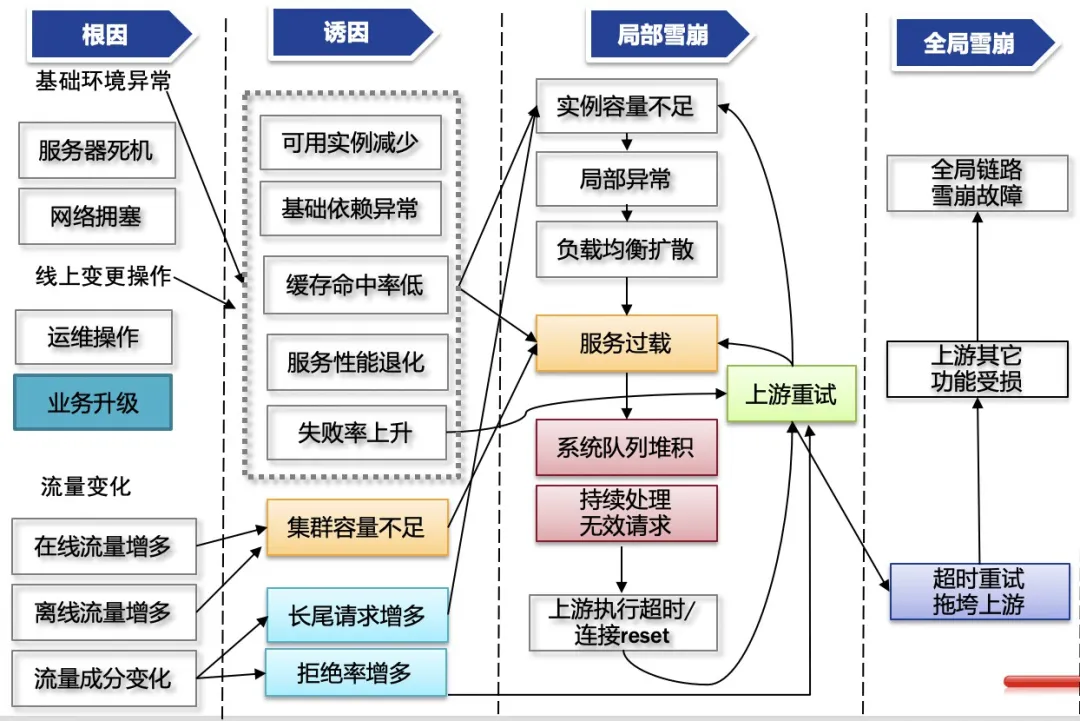 根因
基础环境异常
服务器死机
网络拥塞
线上变更操作
运维操作
业务升级
流量变化
在线流量增多
离线流量增多
流量成分变化
诱因
可用实例减少
基础依赖异常
缓存命中率低
服务性能退化
失败率上升
集群容量不足
长尾请求增多
拒绝率增多
局部雪崩
实例容量不足
局部异常
负载均衡扩散
服务过载
上游重试
系统队列堆积
持续处理
无效请求
上游执行超时/
连接reset
全局雪崩
全局链路
雪崩故障
上游其它
功能受损
超时重试
拖垮上游